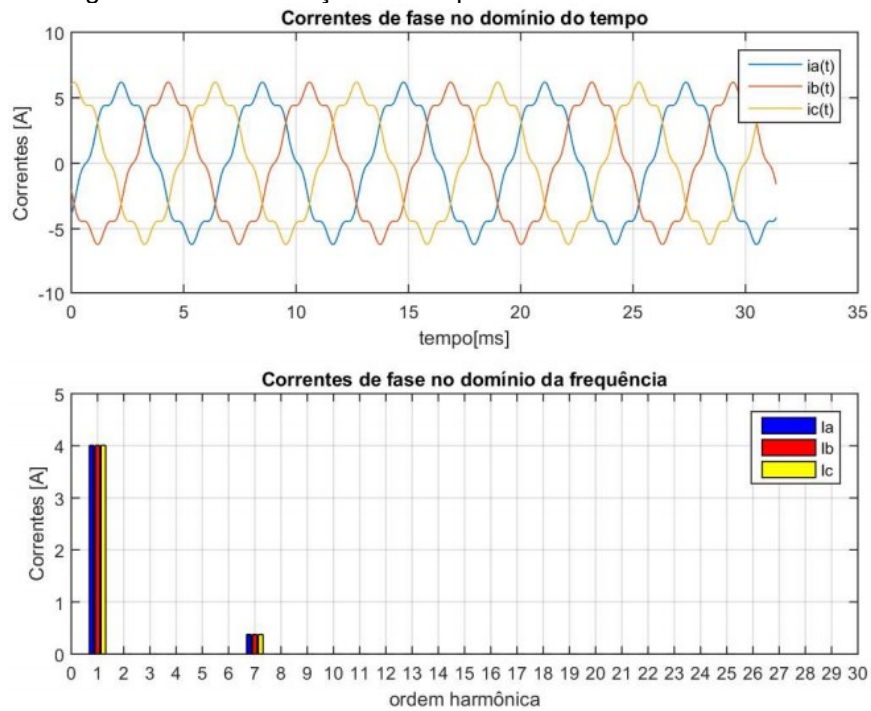 Correntes de fase no domínio do tempo
10
5
0
-5
-10
Correntes [A]
ia(t)
ib(t)
ic(t)
0 5 10 15 20 25 30 35
tempo[ms]
Correntes de fase no domínio da frequência
5
4
3
2
1
0
Correntes [A]
Ia
Ib
Ic
0 1 2 3 4 5 6 7 8 9 10 11 12 13 14 15 16 17 18 19 20 21 22 23 24 25 26 27 28 29 30
ordem harmônica